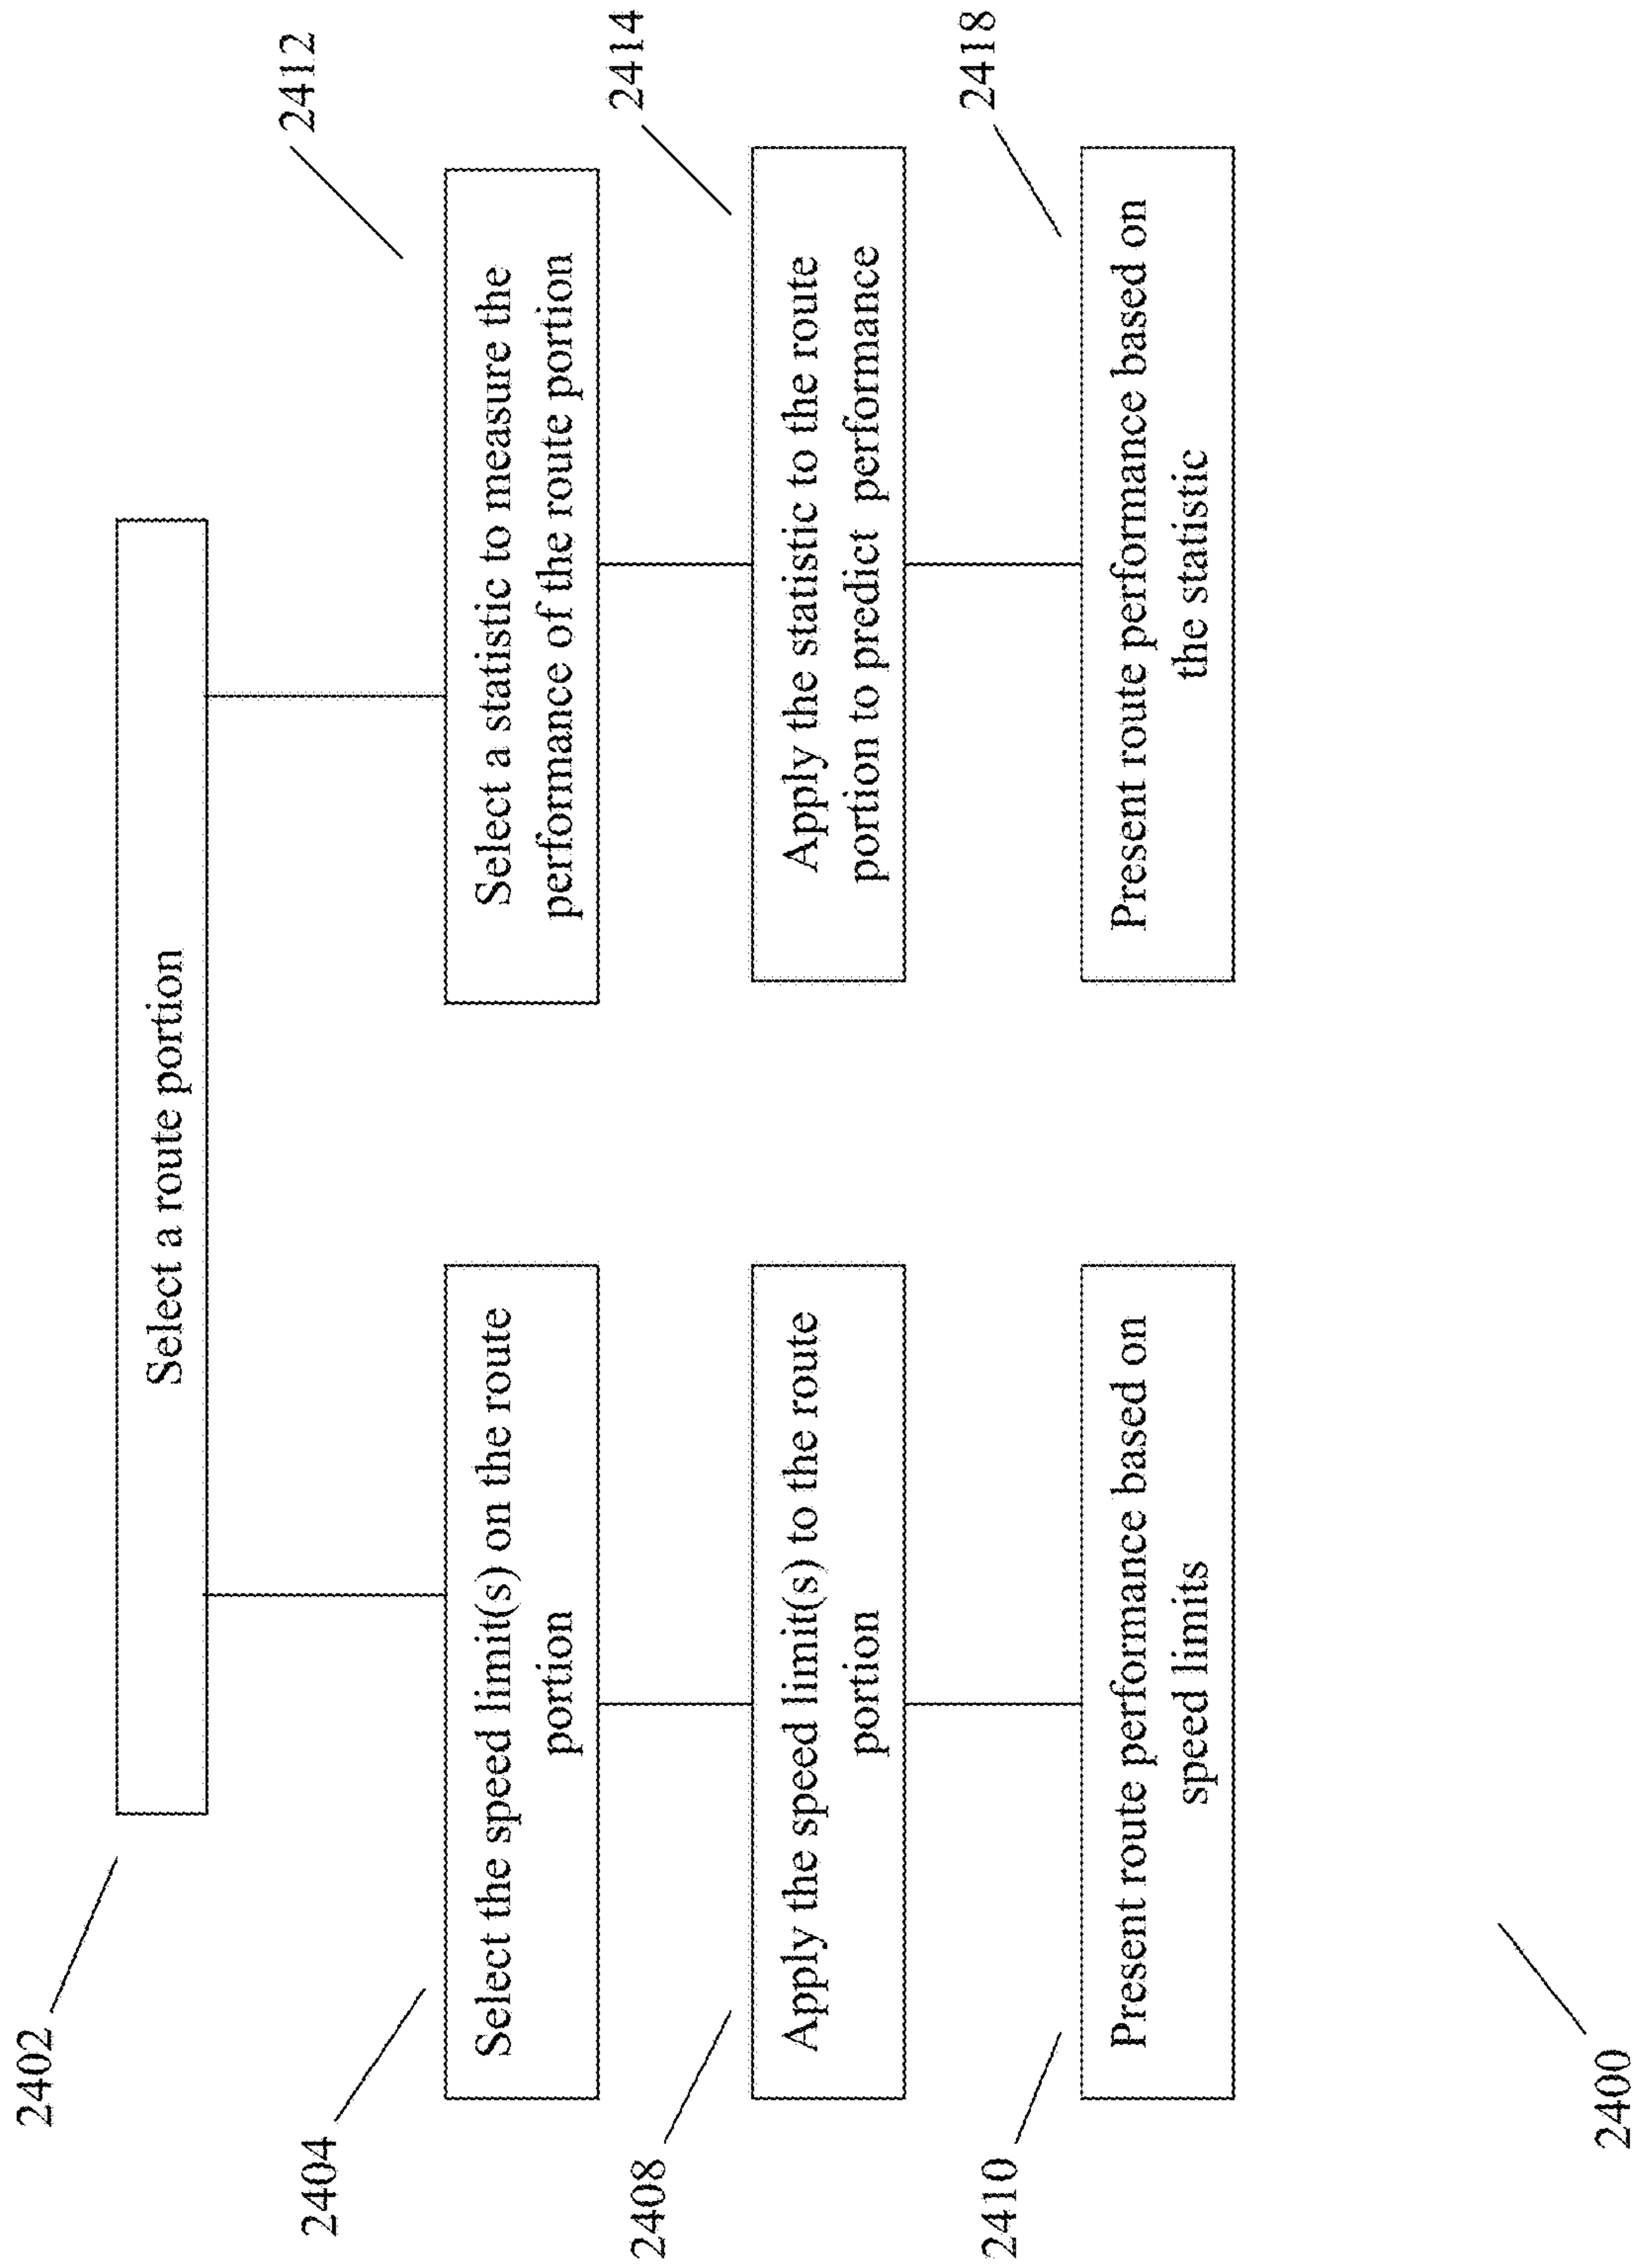 2402
Select a route portion
2404
Select the speed limit(s) on the route
portion
2408
Apply the speed limit(s) to the route
portion
2410
Present route performance based on
speed limits
2412
Select a statistic to measure the
performance of the route portion
2414
Apply the statistic to the route
portion to predict performance
2418
Present route performance based on
the statistic
2400